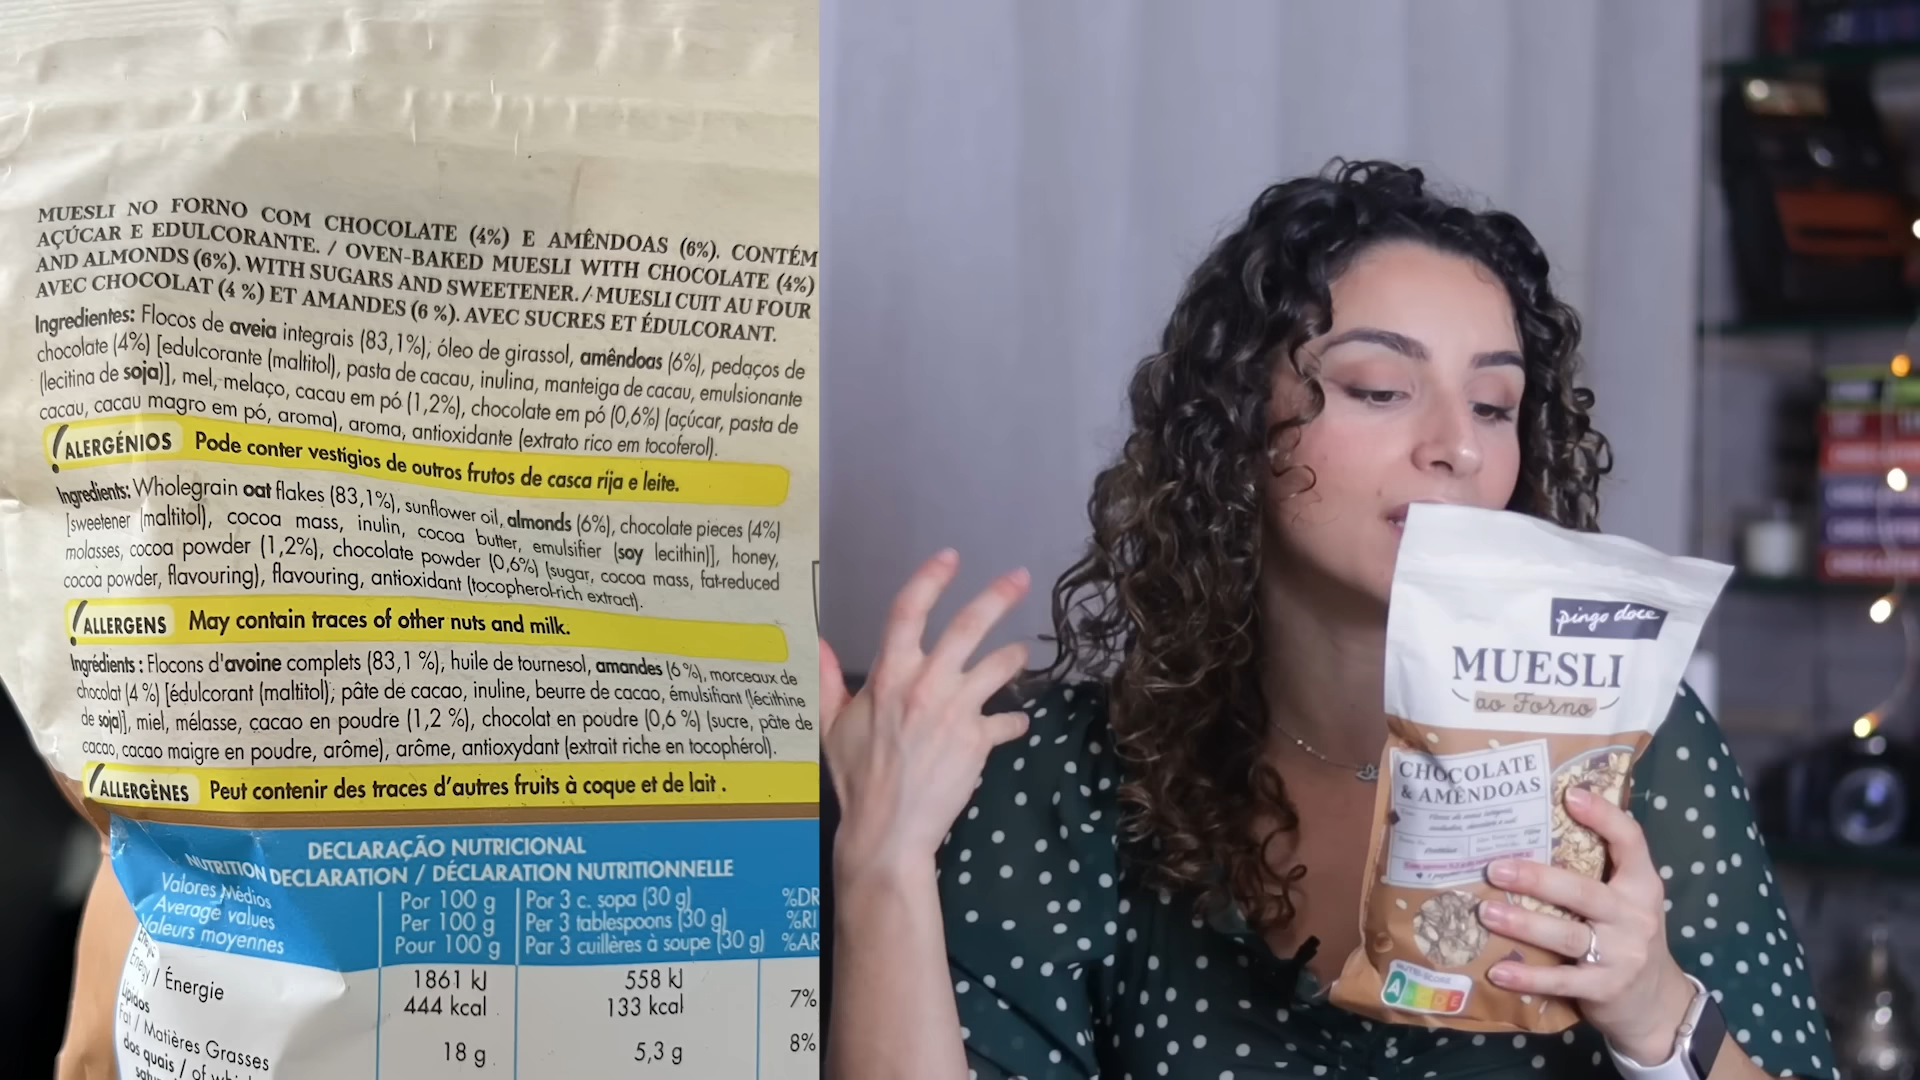 MUESLI NO FORNO COM CHOCOLATE (4%) E AMÊNDOAS (6%). CONTÉM
AÇÚCAR E EDULCORANTE. / OVEN-BAKED MUESLI WITH CHOCOLATE (4%)
AND ALMONDS (6%). WITH SUGARS AND SWEETENER. / MUESLI CUIT AU FOUR
AVEC CHOCOLAT (4 %) ET AMANDES (6 %). AVEC SUCRES ET ÉDULCORANT.
Ingredientes: Flocos de aveia integrais (83,1%), óleo de girassol, amêndoas (6%), pedaços de
chocolate (4%) [edulcorante (maltitol), pasta de cacau, inulina, manteiga de cacau, emulsionante
(lecitina de soja)], mel, melaço, cacau em pó (1,2%), chocolate em pó (0,6%) (açúcar, pasta de
cacau, cacau magro em pó, aroma), aroma, antioxidante (extrato rico em tocoferol).
! ALERGÉNIOS Pode conter vestígios de outros frutos de casca rija e leite.
Ingredients: Wholegrain oat flakes (83,1%), sunflower oil, almonds (6%), chocolate pieces (4%)
[sweetener (maltitol), cocoa mass, inulin, cocoa butter, emulsifier (soy lecithin)], honey,
molasses, cocoa powder (1,2%), chocolate powder (0,6%) (sugar, cocoa mass, fat-reduced
cocoa powder, flavouring), flavouring, antioxidant (tocopherol-rich extract).
! ALLERGENS May contain traces of other nuts and milk.
Ingrédients : Flocons d'avoine complets (83,1 %), huile de tournesol, amandes (6 %), morceaux de
chocolat (4 %) [édulcorant (maltitol), pâte de cacao, inuline, beurre de cacao, émulsifiant (lécithine
de soja)], miel, mélasse, cacao en poudre (1,2 %), chocolat en poudre (0,6 %) (sucre, pâte de
cacao, cacao maigre en poudre, arôme), arôme, antioxydant (extrait riche en tocophérol).
! ALLERGÈNES Peut contenir des traces d'autres fruits à coque et de lait .
DECLARAÇÃO NUTRICIONAL
NUTRITION DECLARATION / DÉCLARATION NUTRITIONNELLE
Valores Médios Por 100 g Por 3 c. sopa (30 g) %DR
Average values Per 100 g Per 3 tablespoons (30 g) %RI
Valeurs moyennes Pour 100 g Par 3 cuillères à soupe (30 g) %AR
Energy / Énergie 1861 kJ 558 kJ
444 kcal 133 kcal 7%
Lípidos
Fat / Matières Grasses 18 g 5,3 g 8%
dos quais / of
pingo doce
MUESLI
ao Forno
CHOCOLATE
& AMÊNDOAS
NUTRI-SCORE
A